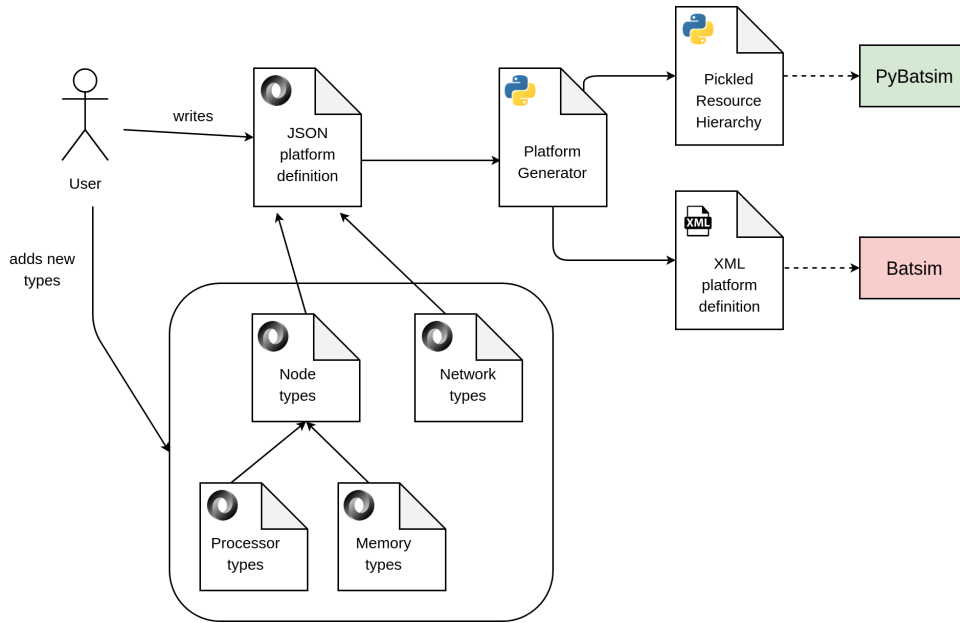 User
writes
adds new
types
JSON
platform
definition
Platform
Generator
Pickled
Resource
Hierarchy
PyBatsim
XML
XML
platform
definition
Batsim
Node
types
Network
types
Processor
types
Memory
types